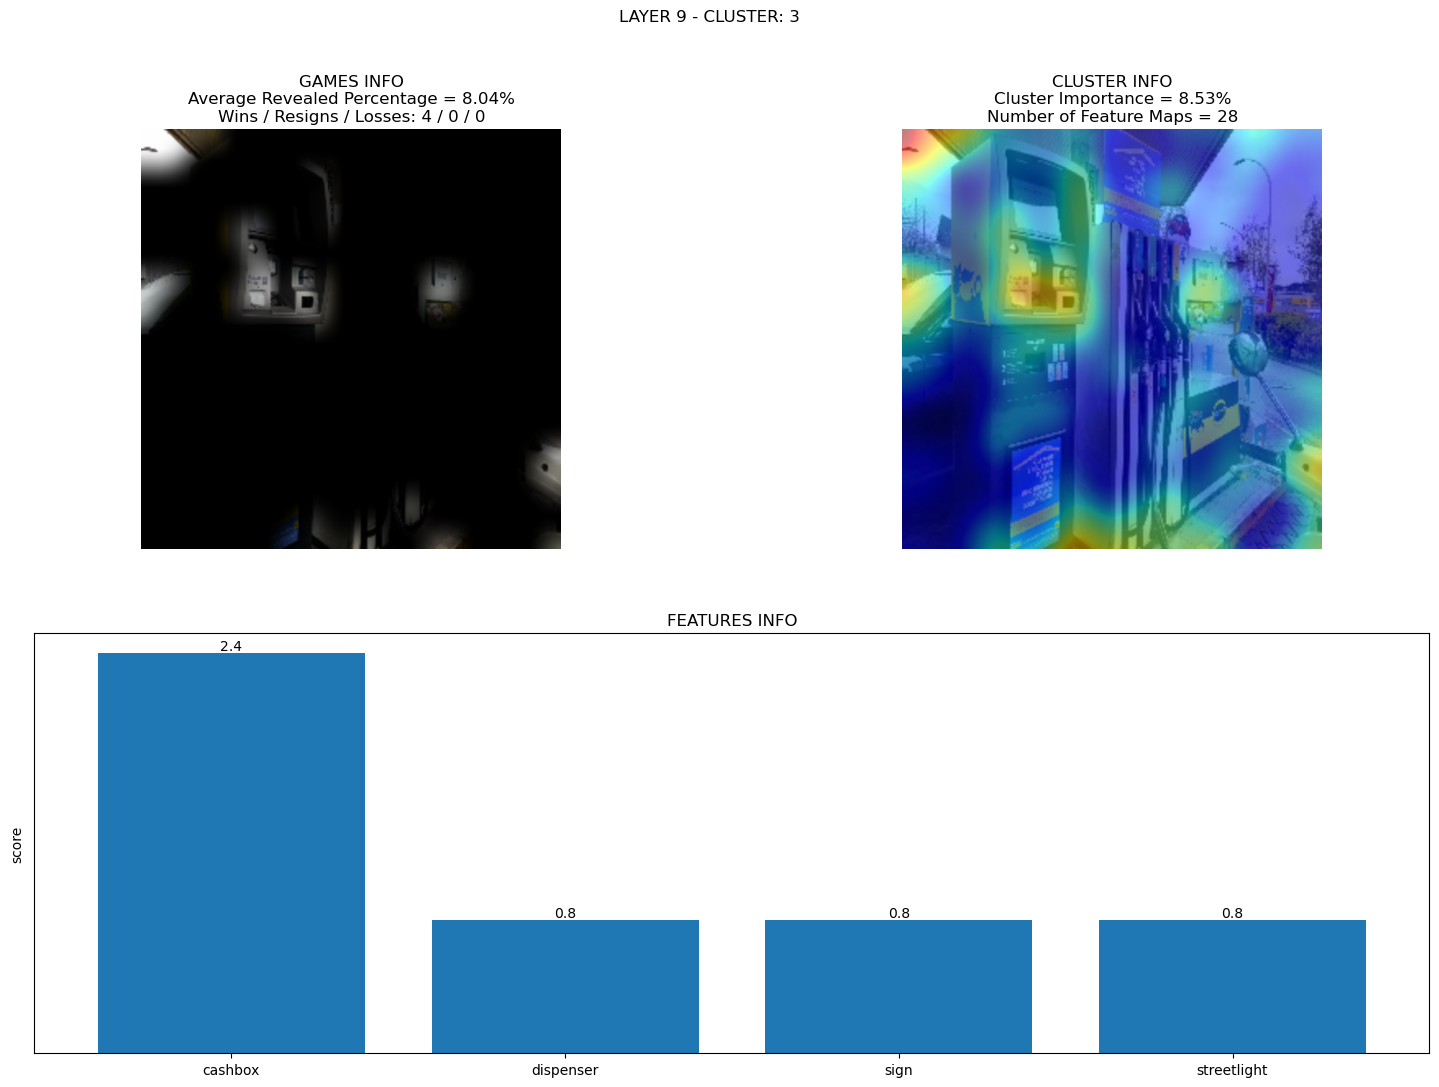 LAYER 9 - CLUSTER: 3
GAMES INFO
Average Revealed Percentage = 8.04%
Wins / Resigns / Losses: 4 / 0 / 0
CLUSTER INFO
Cluster Importance = 8.53%
Number of Feature Maps = 28
FEATURES INFO
score
2.4
0.8
0.8
0.8
cashbox
dispenser
sign
streetlight